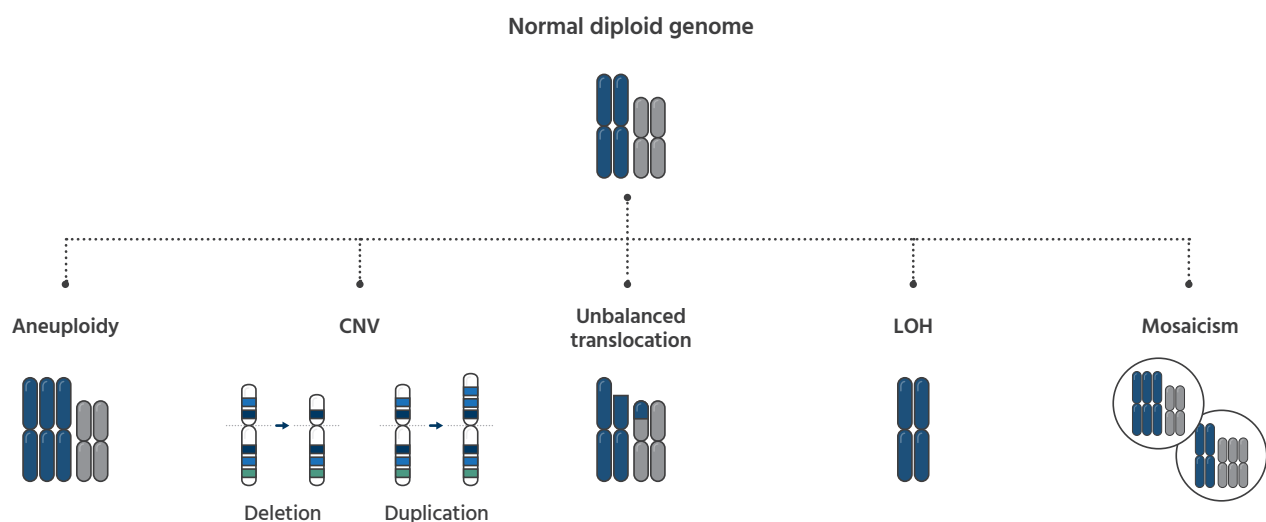 Normal diploid genome
Aneuploidy
CNV
Unbalanced
translocation
LOH
Mosaicism
Deletion
Duplication